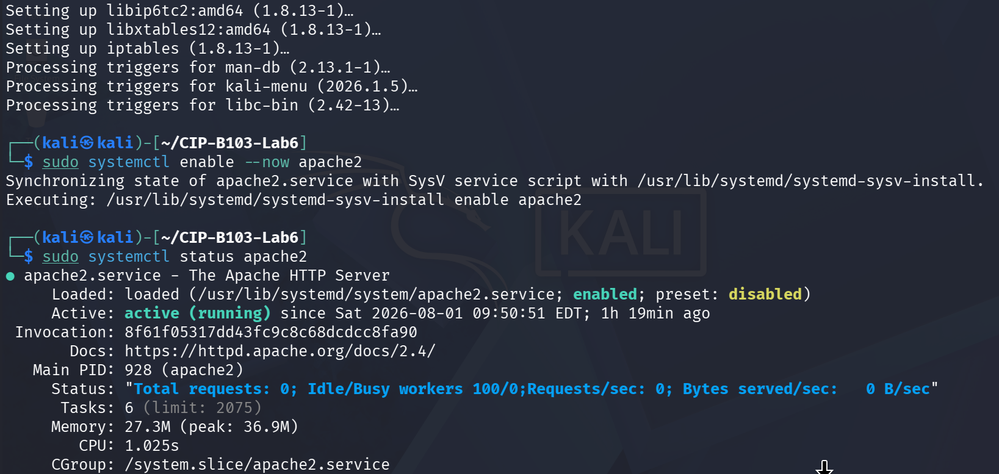 Setting up libip6tc2:amd64 (1.8.13-1)…
Setting up libxtables12:amd64 (1.8.13-1)…
Setting up iptables (1.8.13-1)…
Processing triggers for man-db (2.13.1-1)…
Processing triggers for kali-menu (2026.1.5)…
Processing triggers for libc-bin (2.42-13)…
┌──(kali㉿kali)-[~/CIP-B103-Lab6]
└─$ sudo systemctl enable --now apache2
Synchronizing state of apache2.service with SysV service script with /usr/lib/systemd/systemd-sysv-install.
Executing: /usr/lib/systemd/systemd-sysv-install enable apache2
KALI
┌──(kali㉿kali)-[~/CIP-B103-Lab6]
└─$ sudo systemctl status apache2
● apache2.service - The Apache HTTP Server
Loaded: loaded (/usr/lib/systemd/system/apache2.service; enabled; preset: disabled)
Active: active (running) since Sat 2026-08-01 09:50:51 EDT; 1h 19min ago
Invocation: 8f61f05317dd43fc9c8c68dcdcc8fa90
Docs: https://httpd.apache.org/docs/2.4/
Main PID: 928 (apache2)
Status: "Total requests: 0; Idle/Busy workers 100/0;Requests/sec: 0; Bytes served/sec:   0 B/sec"
Tasks: 6 (limit: 2075)
Memory: 27.3M (peak: 36.9M)
CPU: 1.025s
CGroup: /system.slice/apache2.service